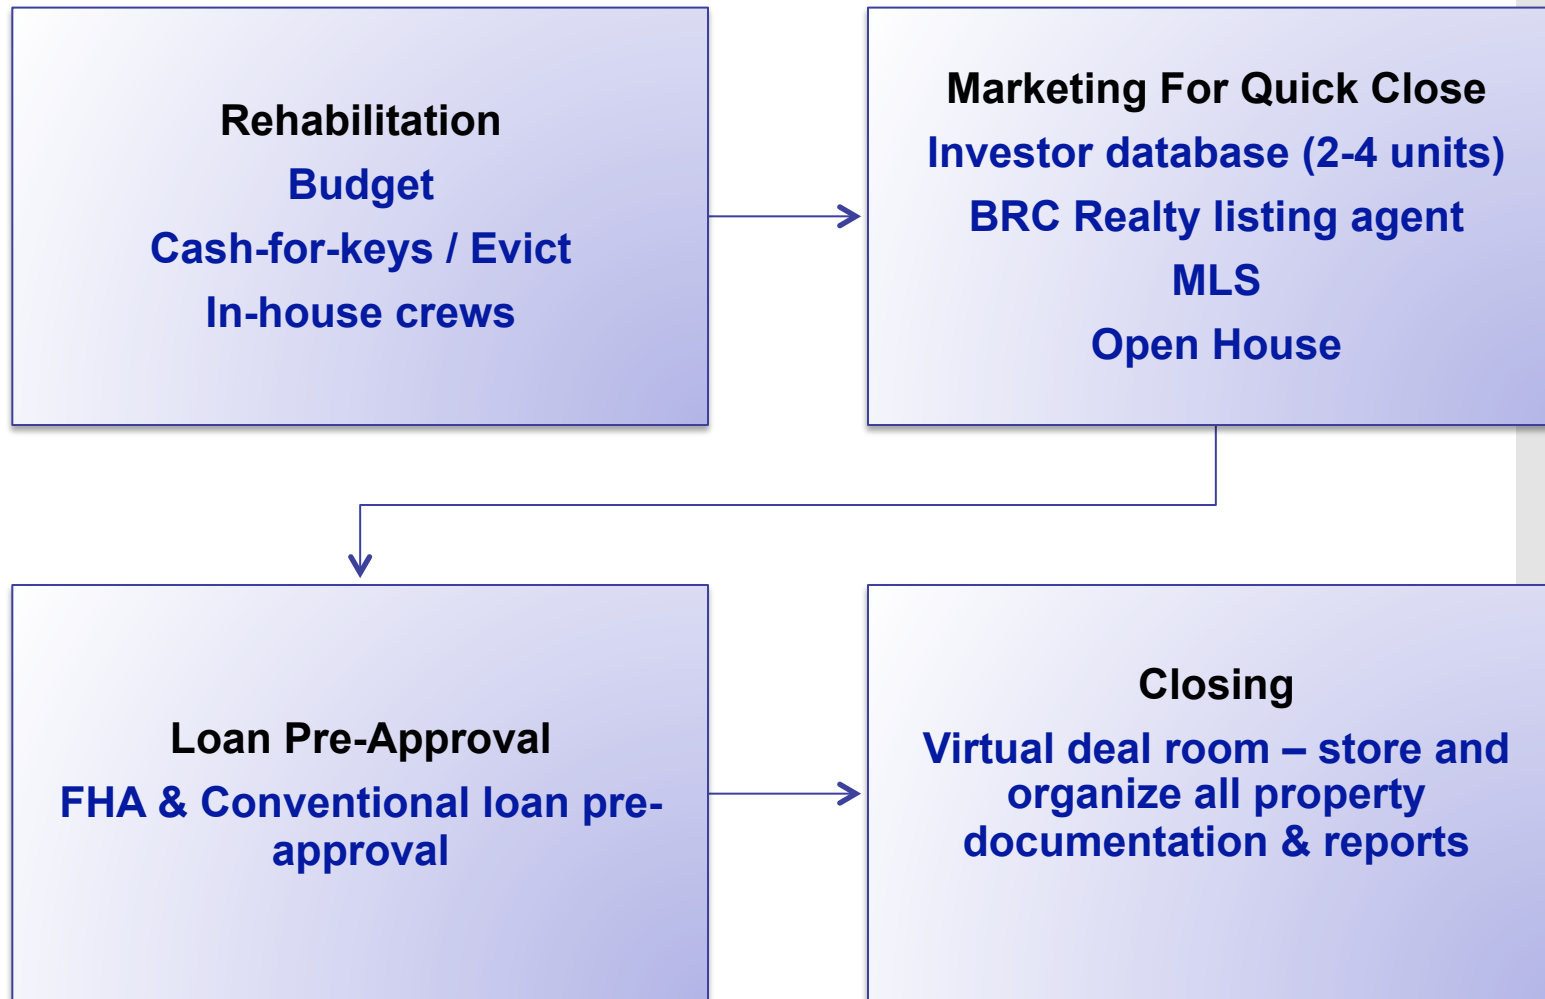 Rehabilitation
Budget
Cash-for-keys / Evict
In-house crews
Marketing For Quick Close
Investor database (2-4 units)
BRC Realty listing agent
MLS
Open House
Loan Pre-Approval
FHA & Conventional loan pre-
approval
Closing
Virtual deal room – store and
organize all property
documentation & reports